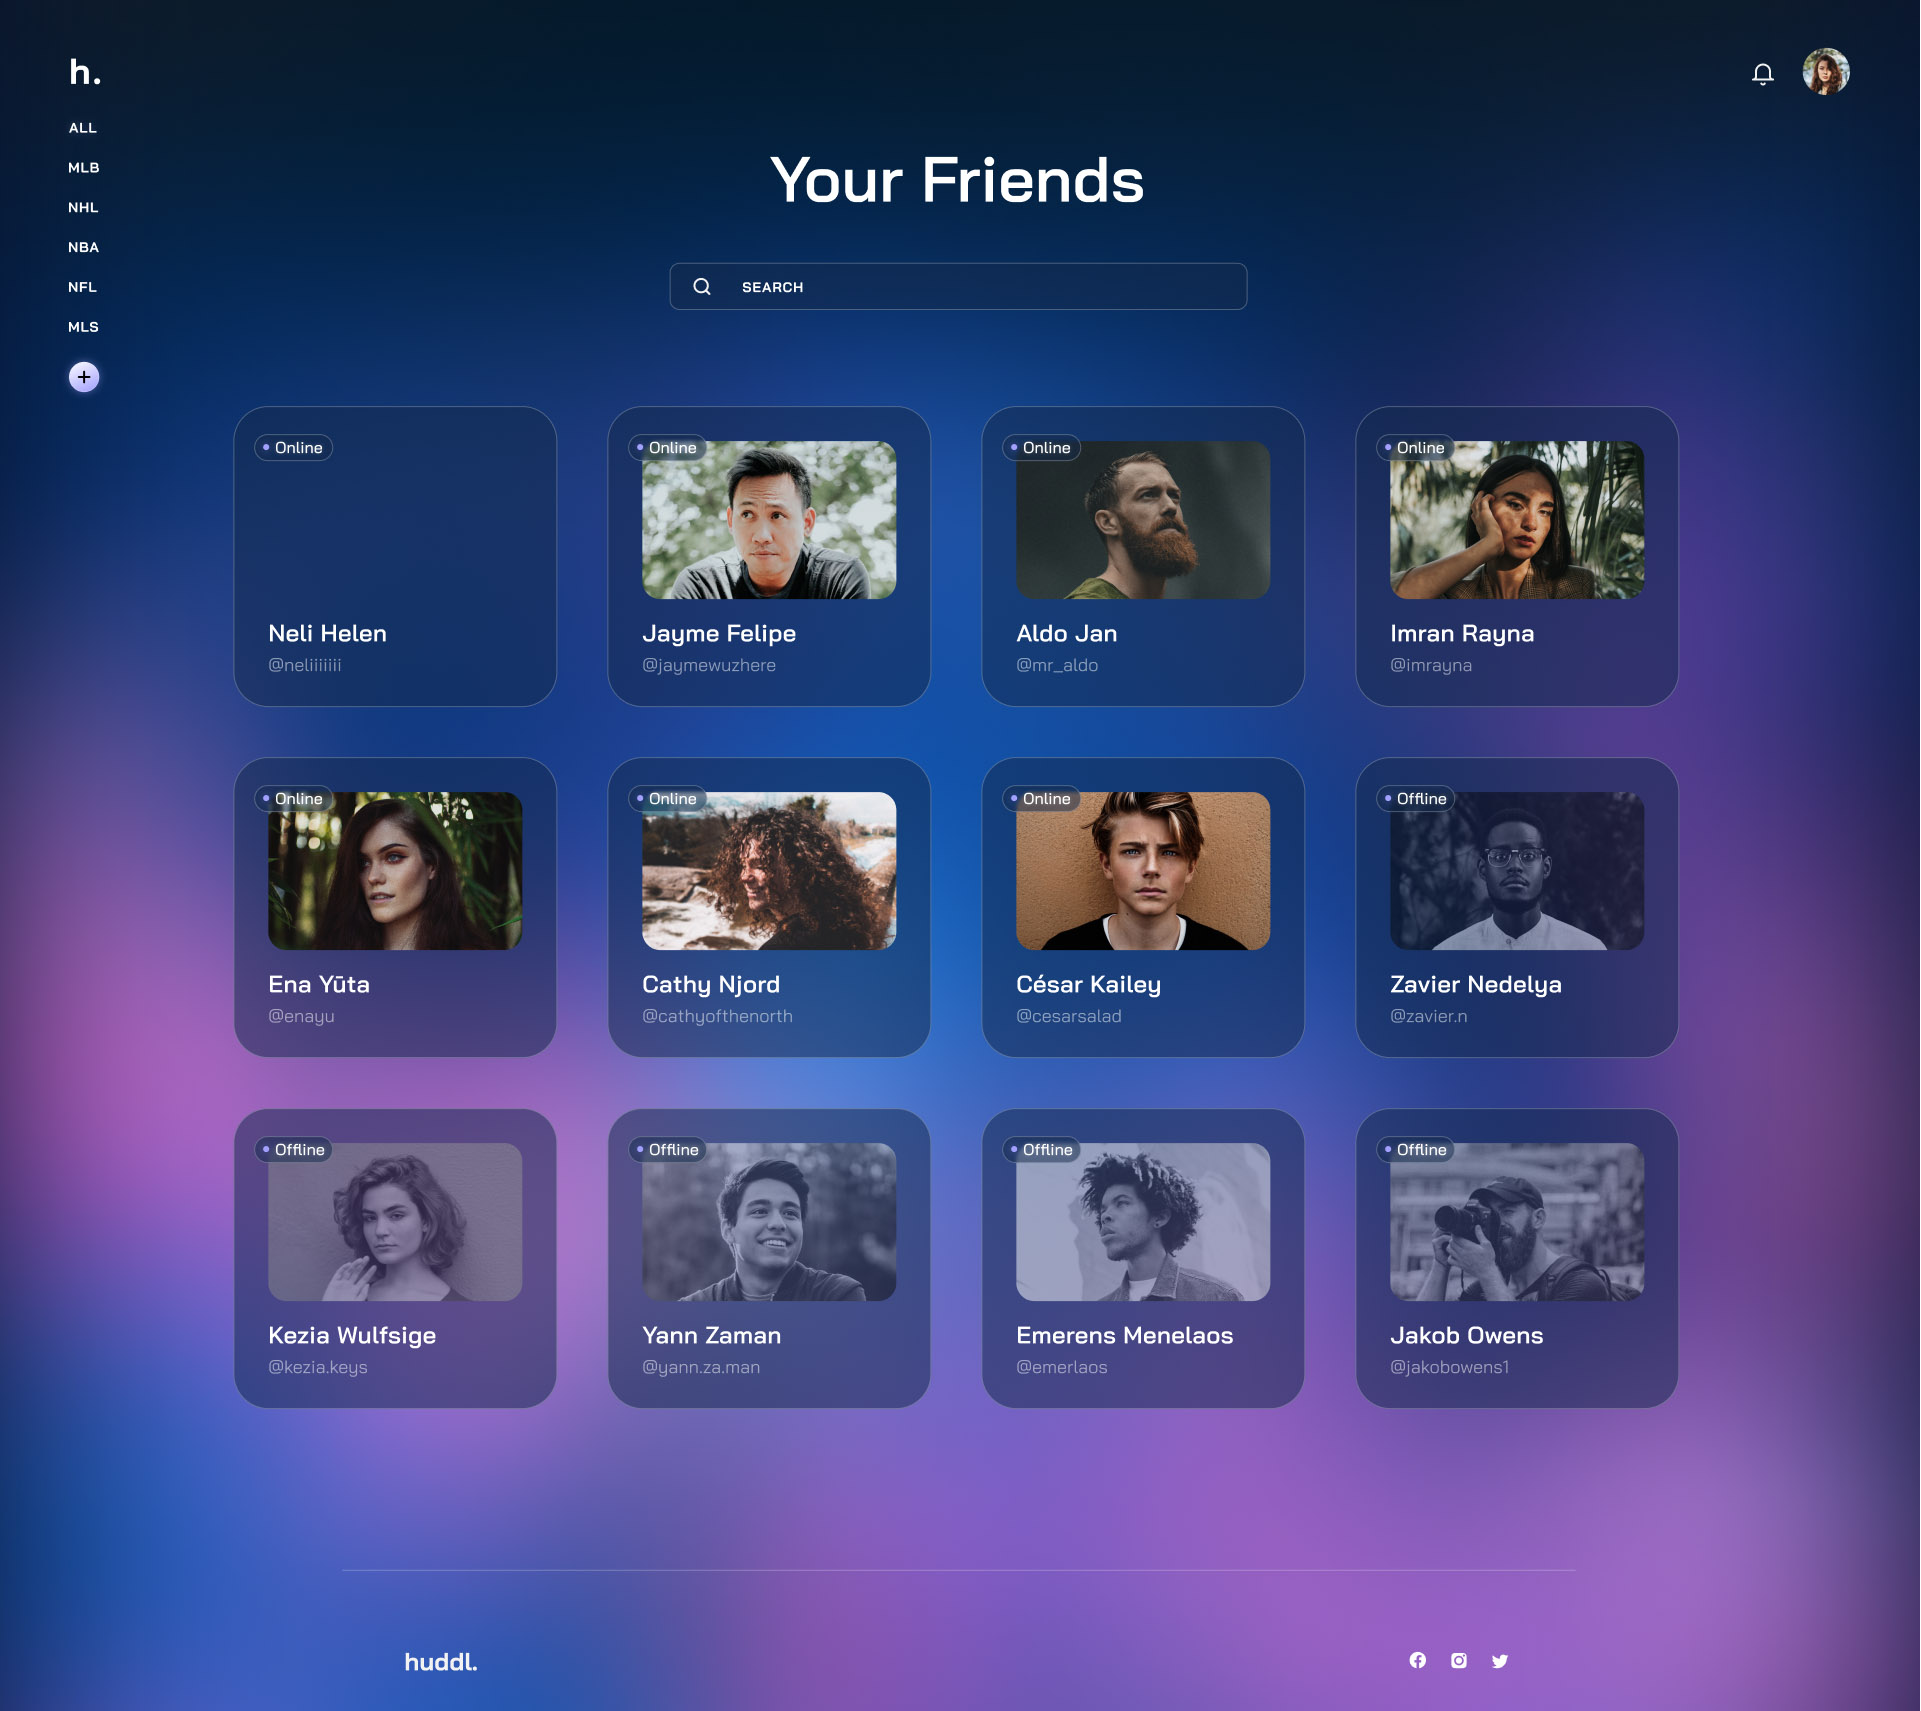 h.
ALL
MLB
NHL
NBA
NFL
MLS
Your Friends
SEARCH
Online
Neli Helen
@neliiiiiii
Online
Jayme Felipe
@jaymewuzhere
Online
Aldo Jan
@mr_aldo
Online
Imran Rayna
@imrayna
Online
Ena Yūta
@enayu
Online
Cathy Njord
@cathyofthenorth
Online
César Kailey
@cesarsalad
Offline
Zavier Nedelya
@zavier.n
Offline
Kezia Wulfsige
@kezia.keys
Offline
Yann Zaman
@yann.za.man
Offline
Emerens Menelaos
@emerlaos
Offline
Jakob Owens
@jakobowens1
huddl.